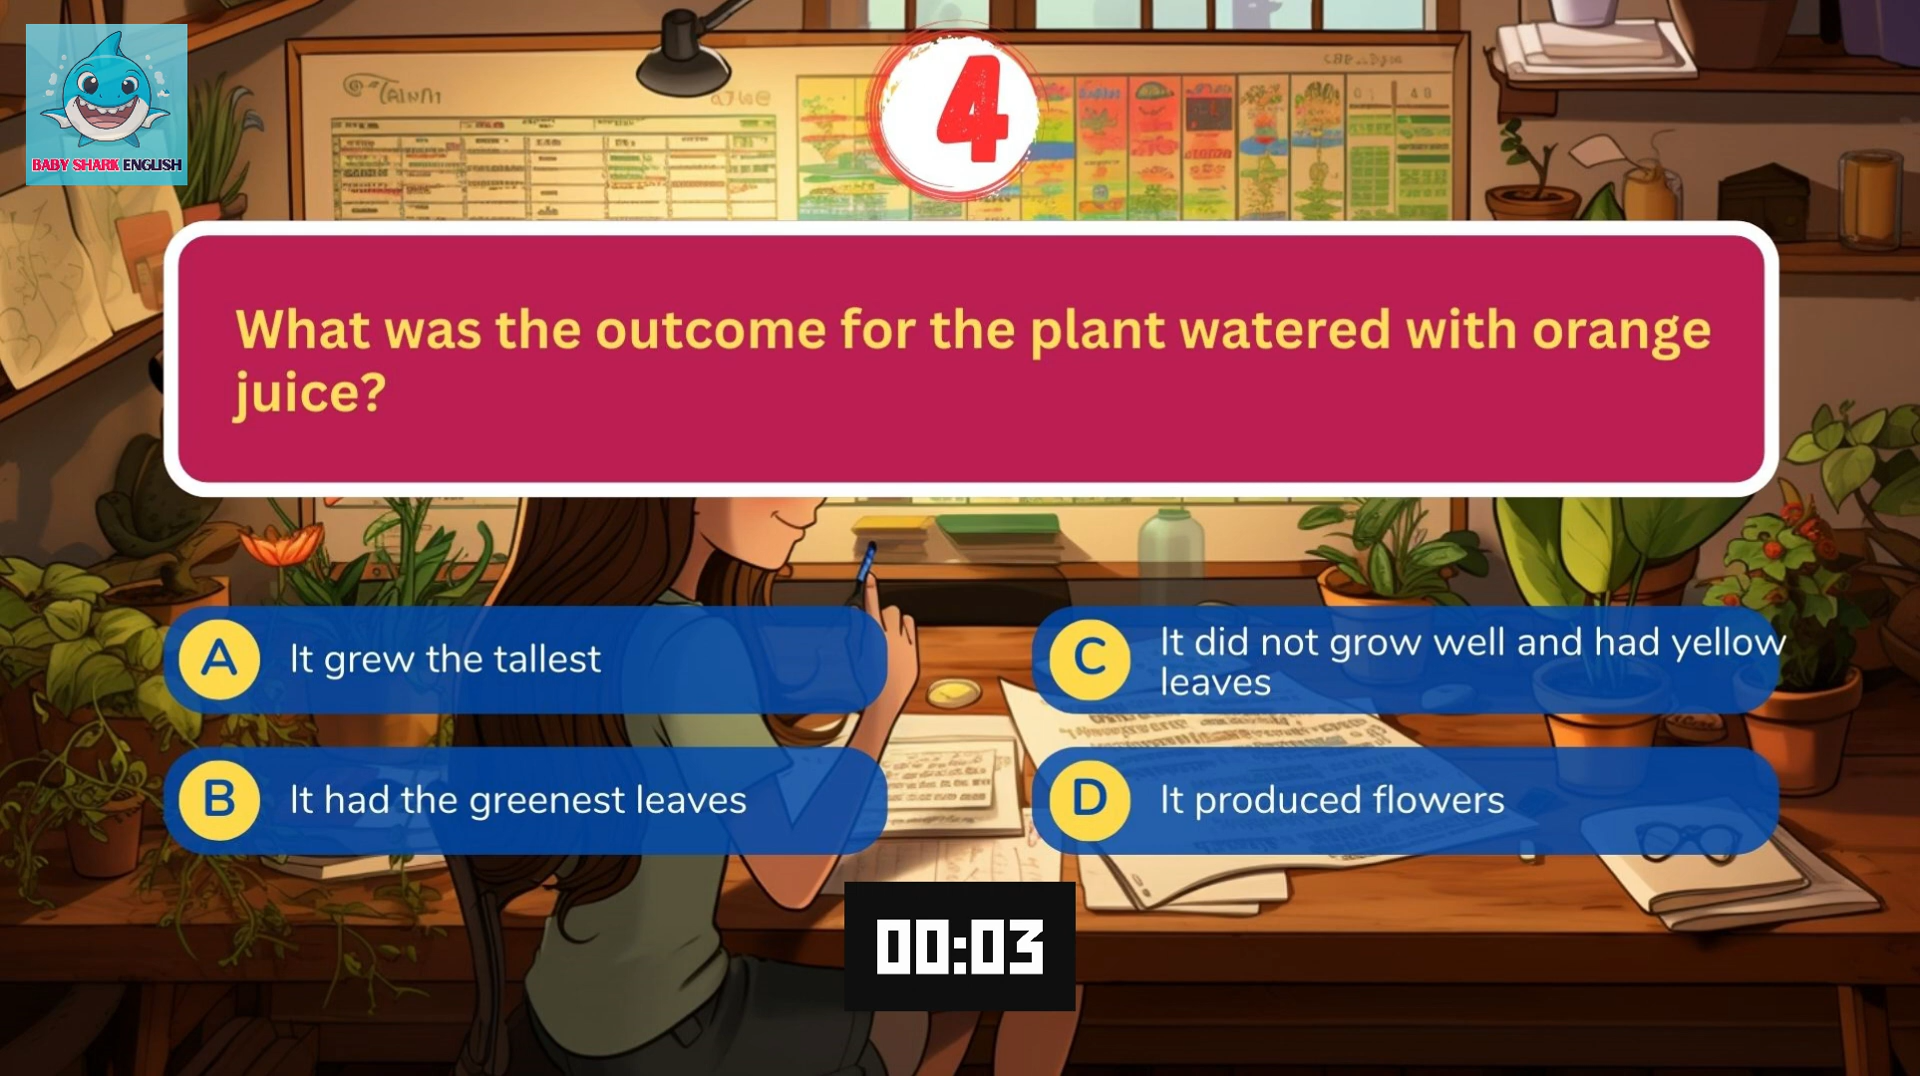 BABY SHARK ENGLISH
4
What was the outcome for the plant watered with orange
juice?
A
It grew the tallest
B
It had the greenest leaves
C
It did not grow well and had yellow
leaves
D
It produced flowers
00:03